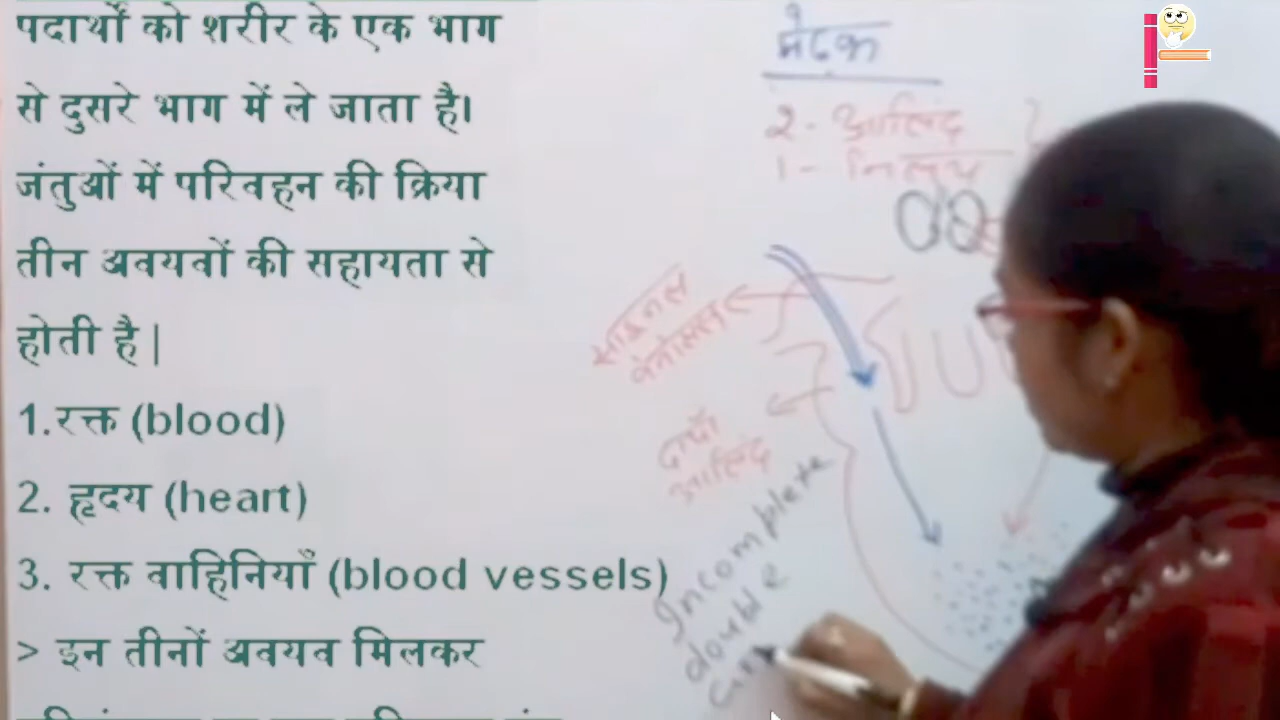 पदार्थों को शरीर के एक भाग
से दुसरे भाग में ले जाता है।
जंतुओं में परिवहन की क्रिया
तीन अवयवों की सहायता से
होती है |
1.रक्त (blood)
2. हृदय (heart)
3. रक्त वाहिनियाँ (blood vessels)
> इन तीनों अवयव मिलकर
मेंढक
2 - आलिंद
1 - निलय
साइनस
वेनोसस
दायाँ
आलिंद
Incomplete
double